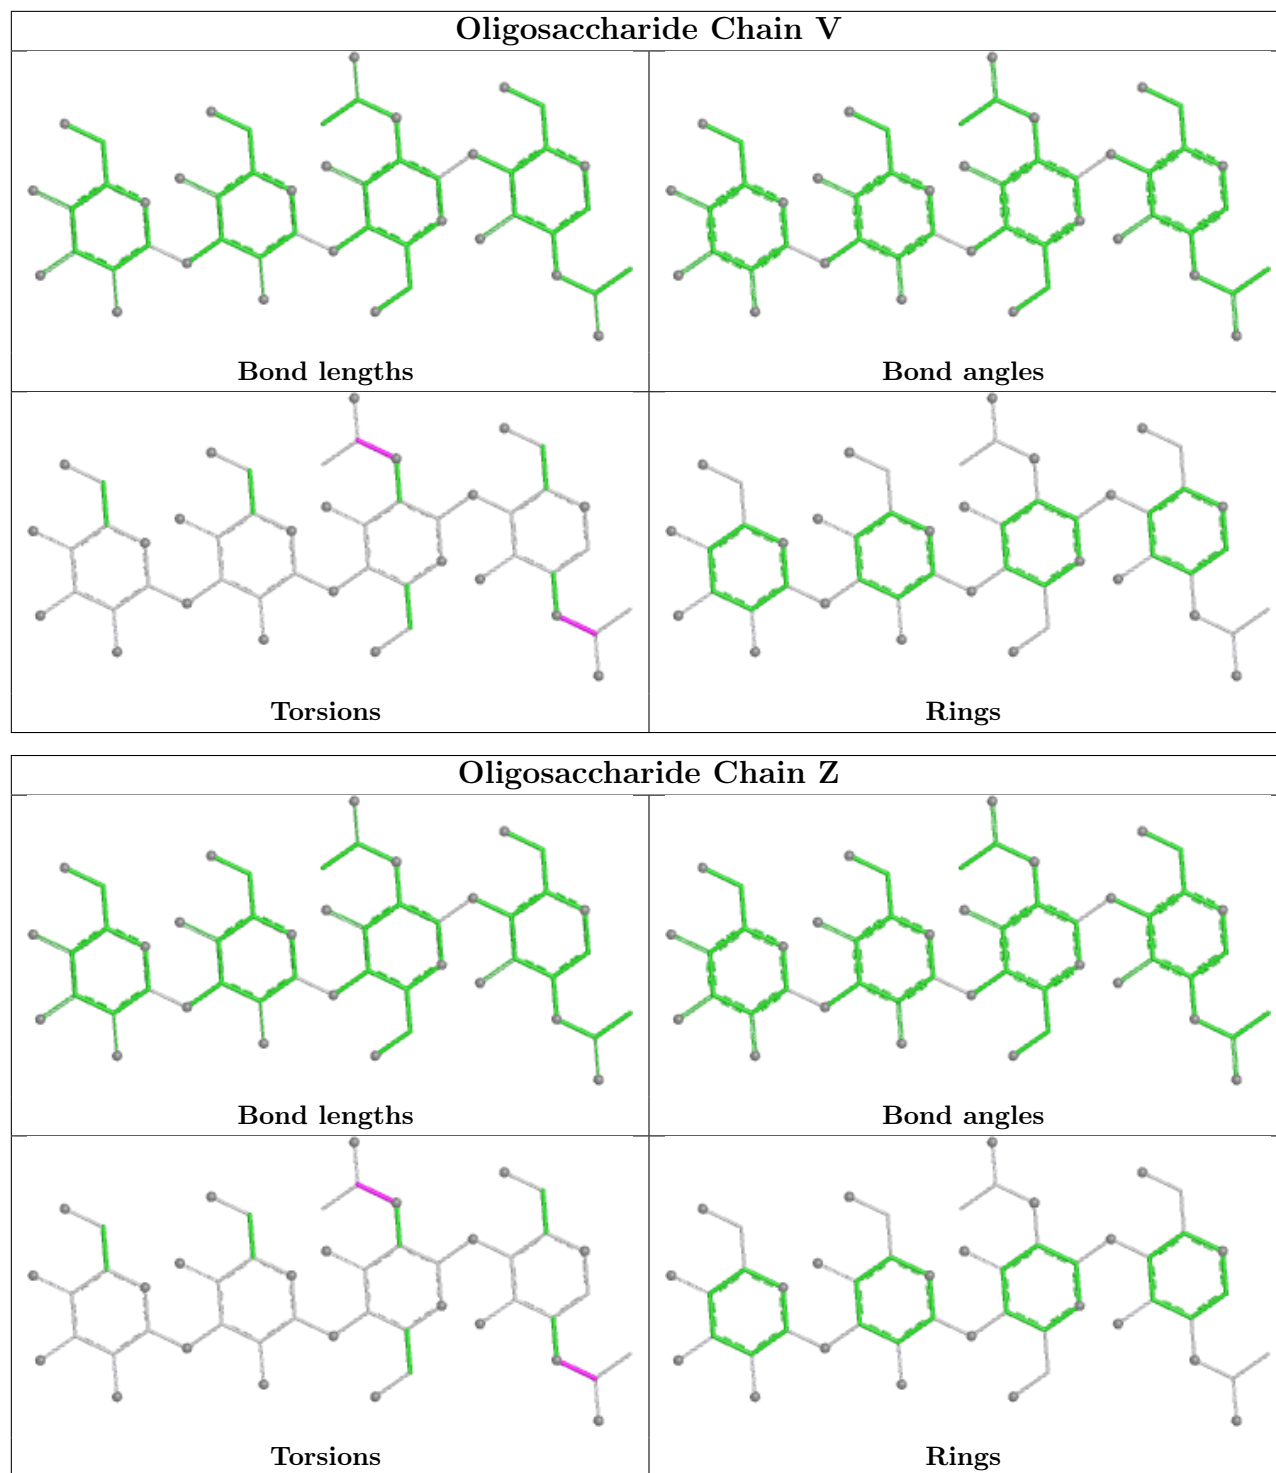 Oligosaccharide Chain V
Bond lengths
Bond angles
Torsions
Rings
Oligosaccharide Chain Z
Bond lengths
Bond angles
Torsions
Rings